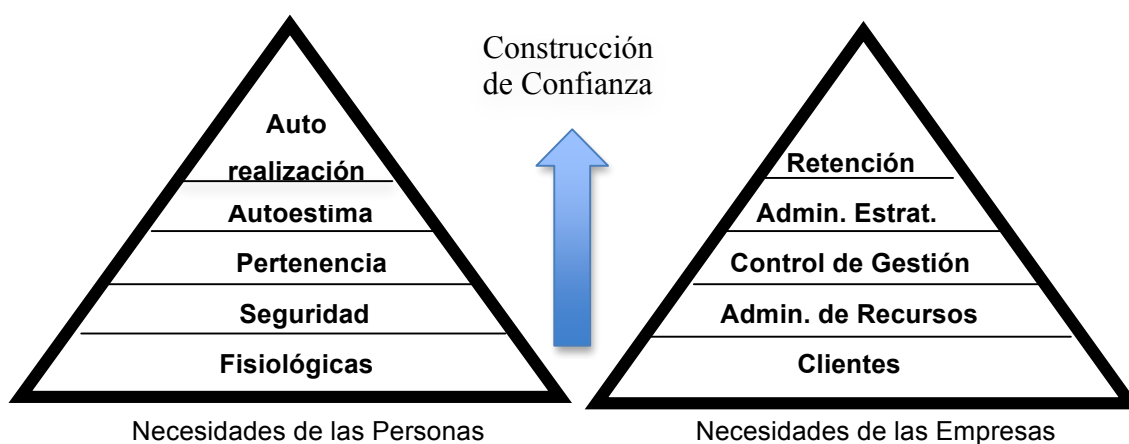 Construcción
de Confianza
Auto
realización
Autoestima
Pertenencia
Seguridad
Fisiológicas
Necesidades de las Personas
Retención
Admin. Estrat.
Control de Gestión
Admin. de Recursos
Clientes
Necesidades de las Empresas